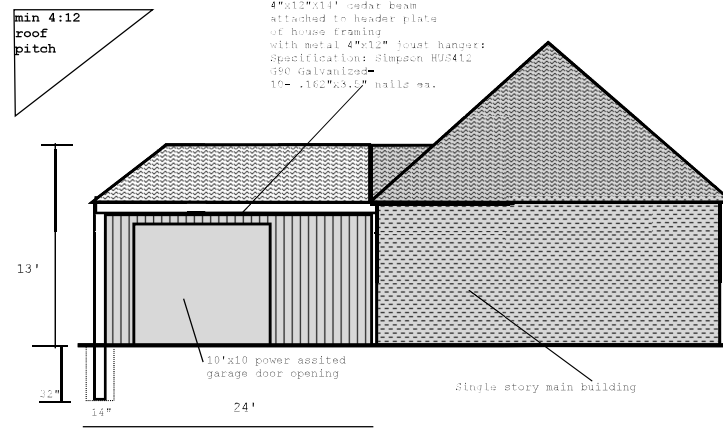 4"x12"x14' cedar beam
attached to header plate
of house framing
with metal 4"x12" joust hanger:
Specification: Simpson HUS412
G90 Galvanized-
10- .162"x3.5" nails ea.
min 4:12
roof
pitch
13'
32"
14"
24'
10'x10 power assited
garage door opening
Single story main building